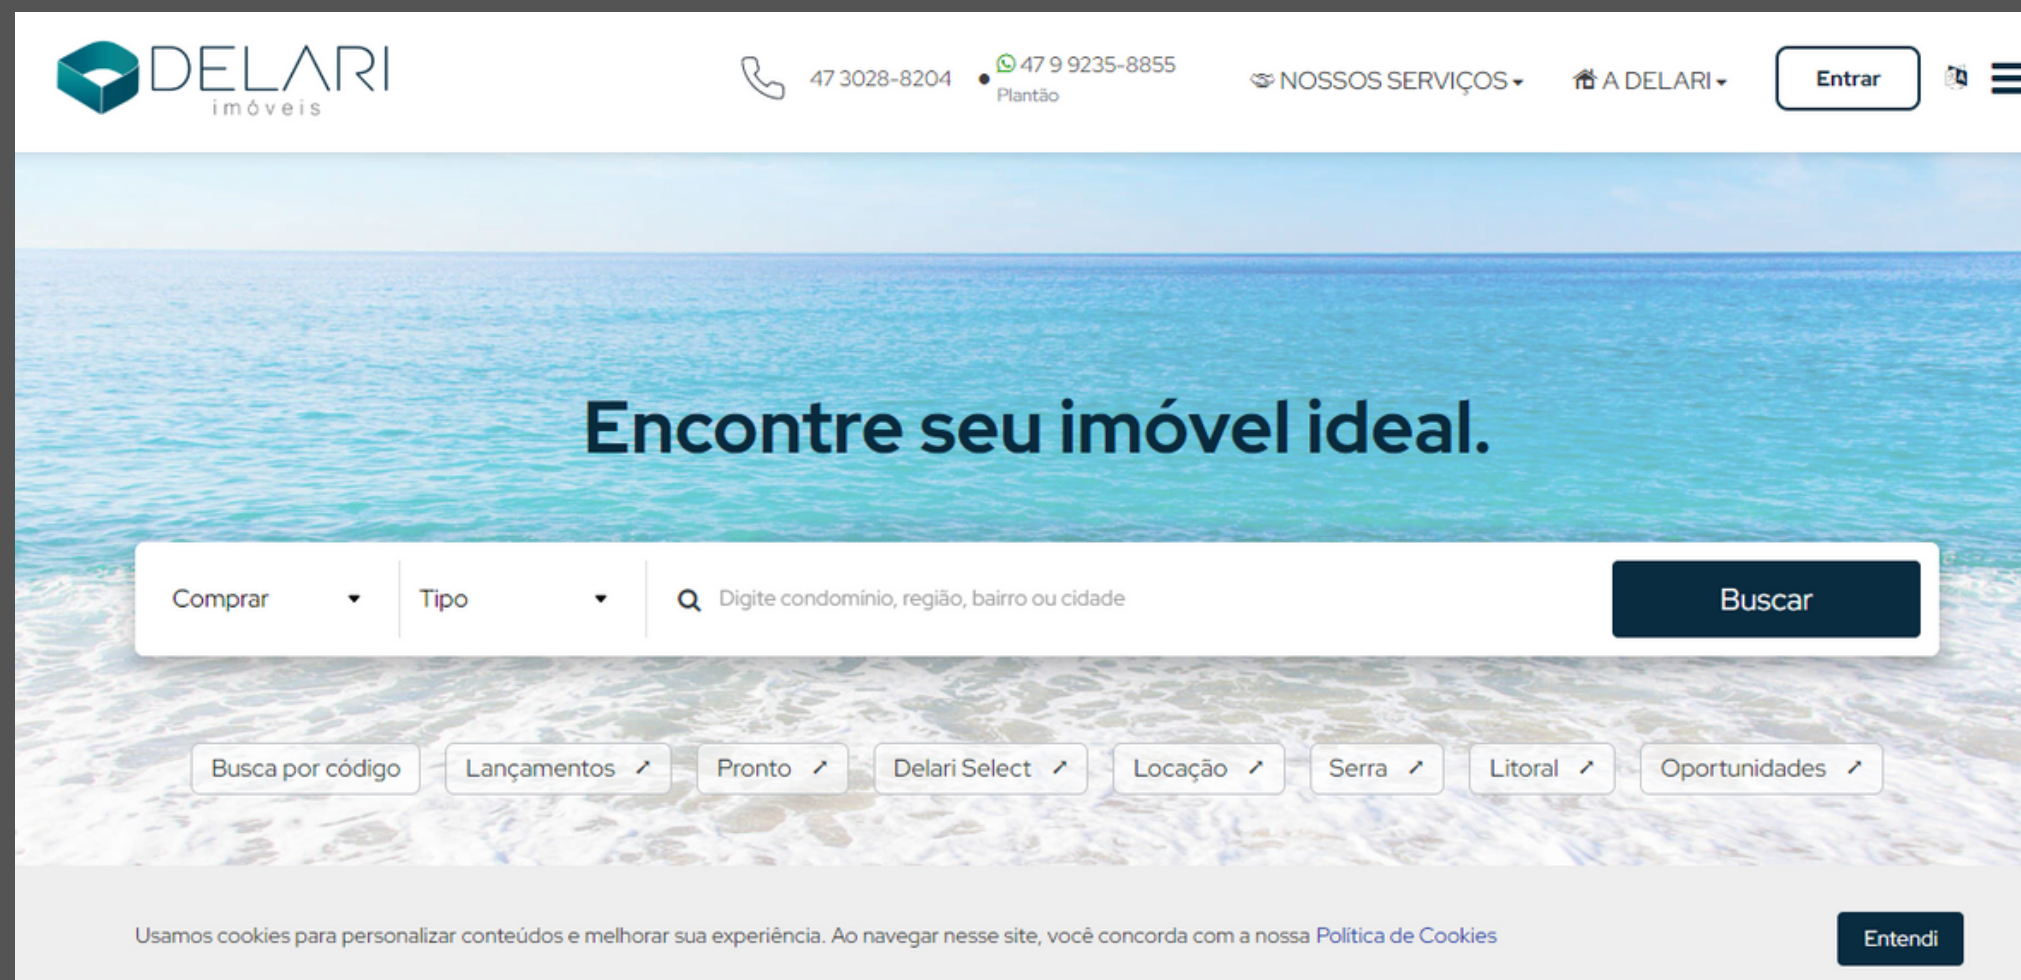 DELARI
imóveis
47 3028-8204
47 9 9235-8855
Plantão
NOSSOS SERVIÇOS
A DELARI
Entrar
Encontre seu imóvel ideal.
Comprar
Tipo
Digite condomínio, região, bairro ou cidade
Buscar
Busca por código
Lançamentos
Pronto
Delari Select
Locação
Serra
Litoral
Oportunidades
Usamos cookies para personalizar conteúdos e melhorar sua experiência. Ao navegar nesse site, você concorda com a nossa Política de Cookies
Entendi